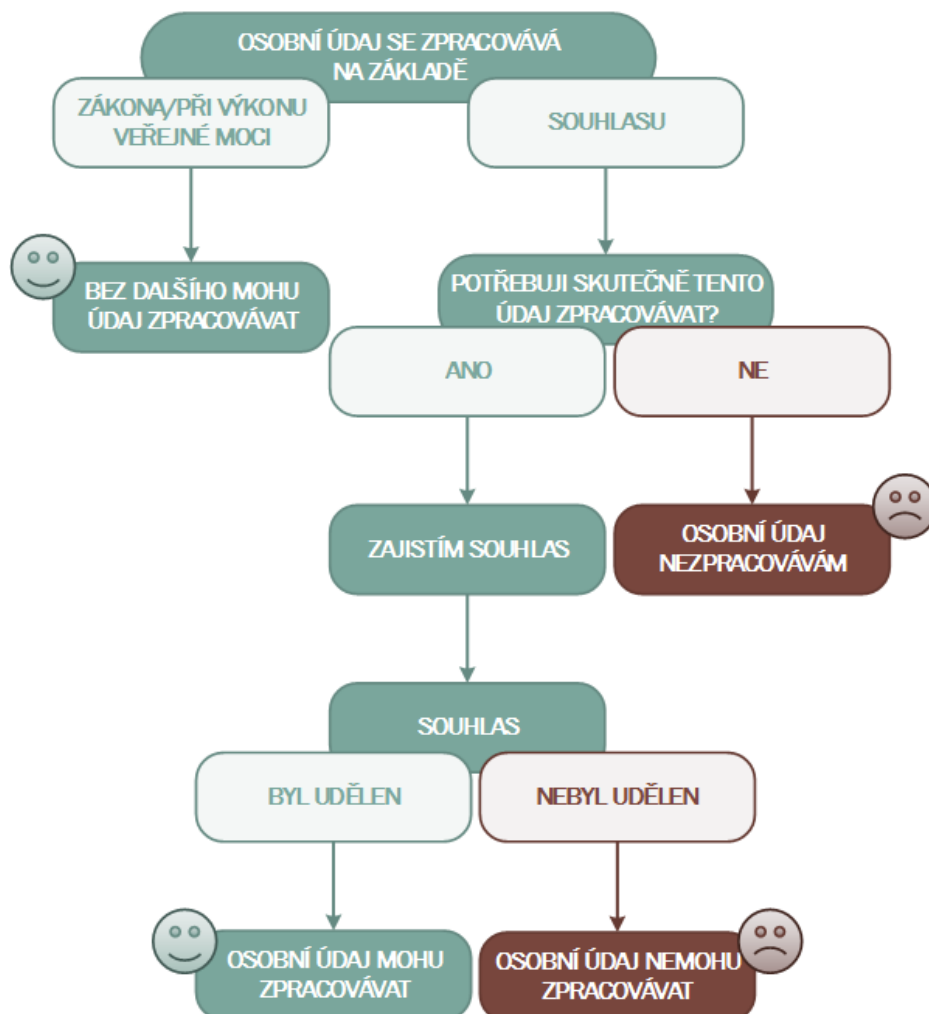 OSOBNÍ ÚDAJ SE ZPRACOVÁVÁ
NA ZÁKLADĚ
ZÁKONA/PŘI VÝKONU
VEŘEJNÉ MOCI
SOUHLASU
BEZ DALŠÍHO MOHU
ÚDAJ ZPRACOVÁVAT
POTŘEBUJI SKUTEČNĚ TENTO
ÚDAJ ZPRACOVÁVAT?
ANO
NE
ZAJISTÍM SOUHLAS
OSOBNÍ ÚDAJ
NEZPRACOVÁVÁM
SOUHLAS
BYL UDĚLEN
NEBYL UDĚLEN
OSOBNÍ ÚDAJ MOHU
ZPRACOVÁVAT
OSOBNÍ ÚDAJ NEMOHU
ZPRACOVÁVAT